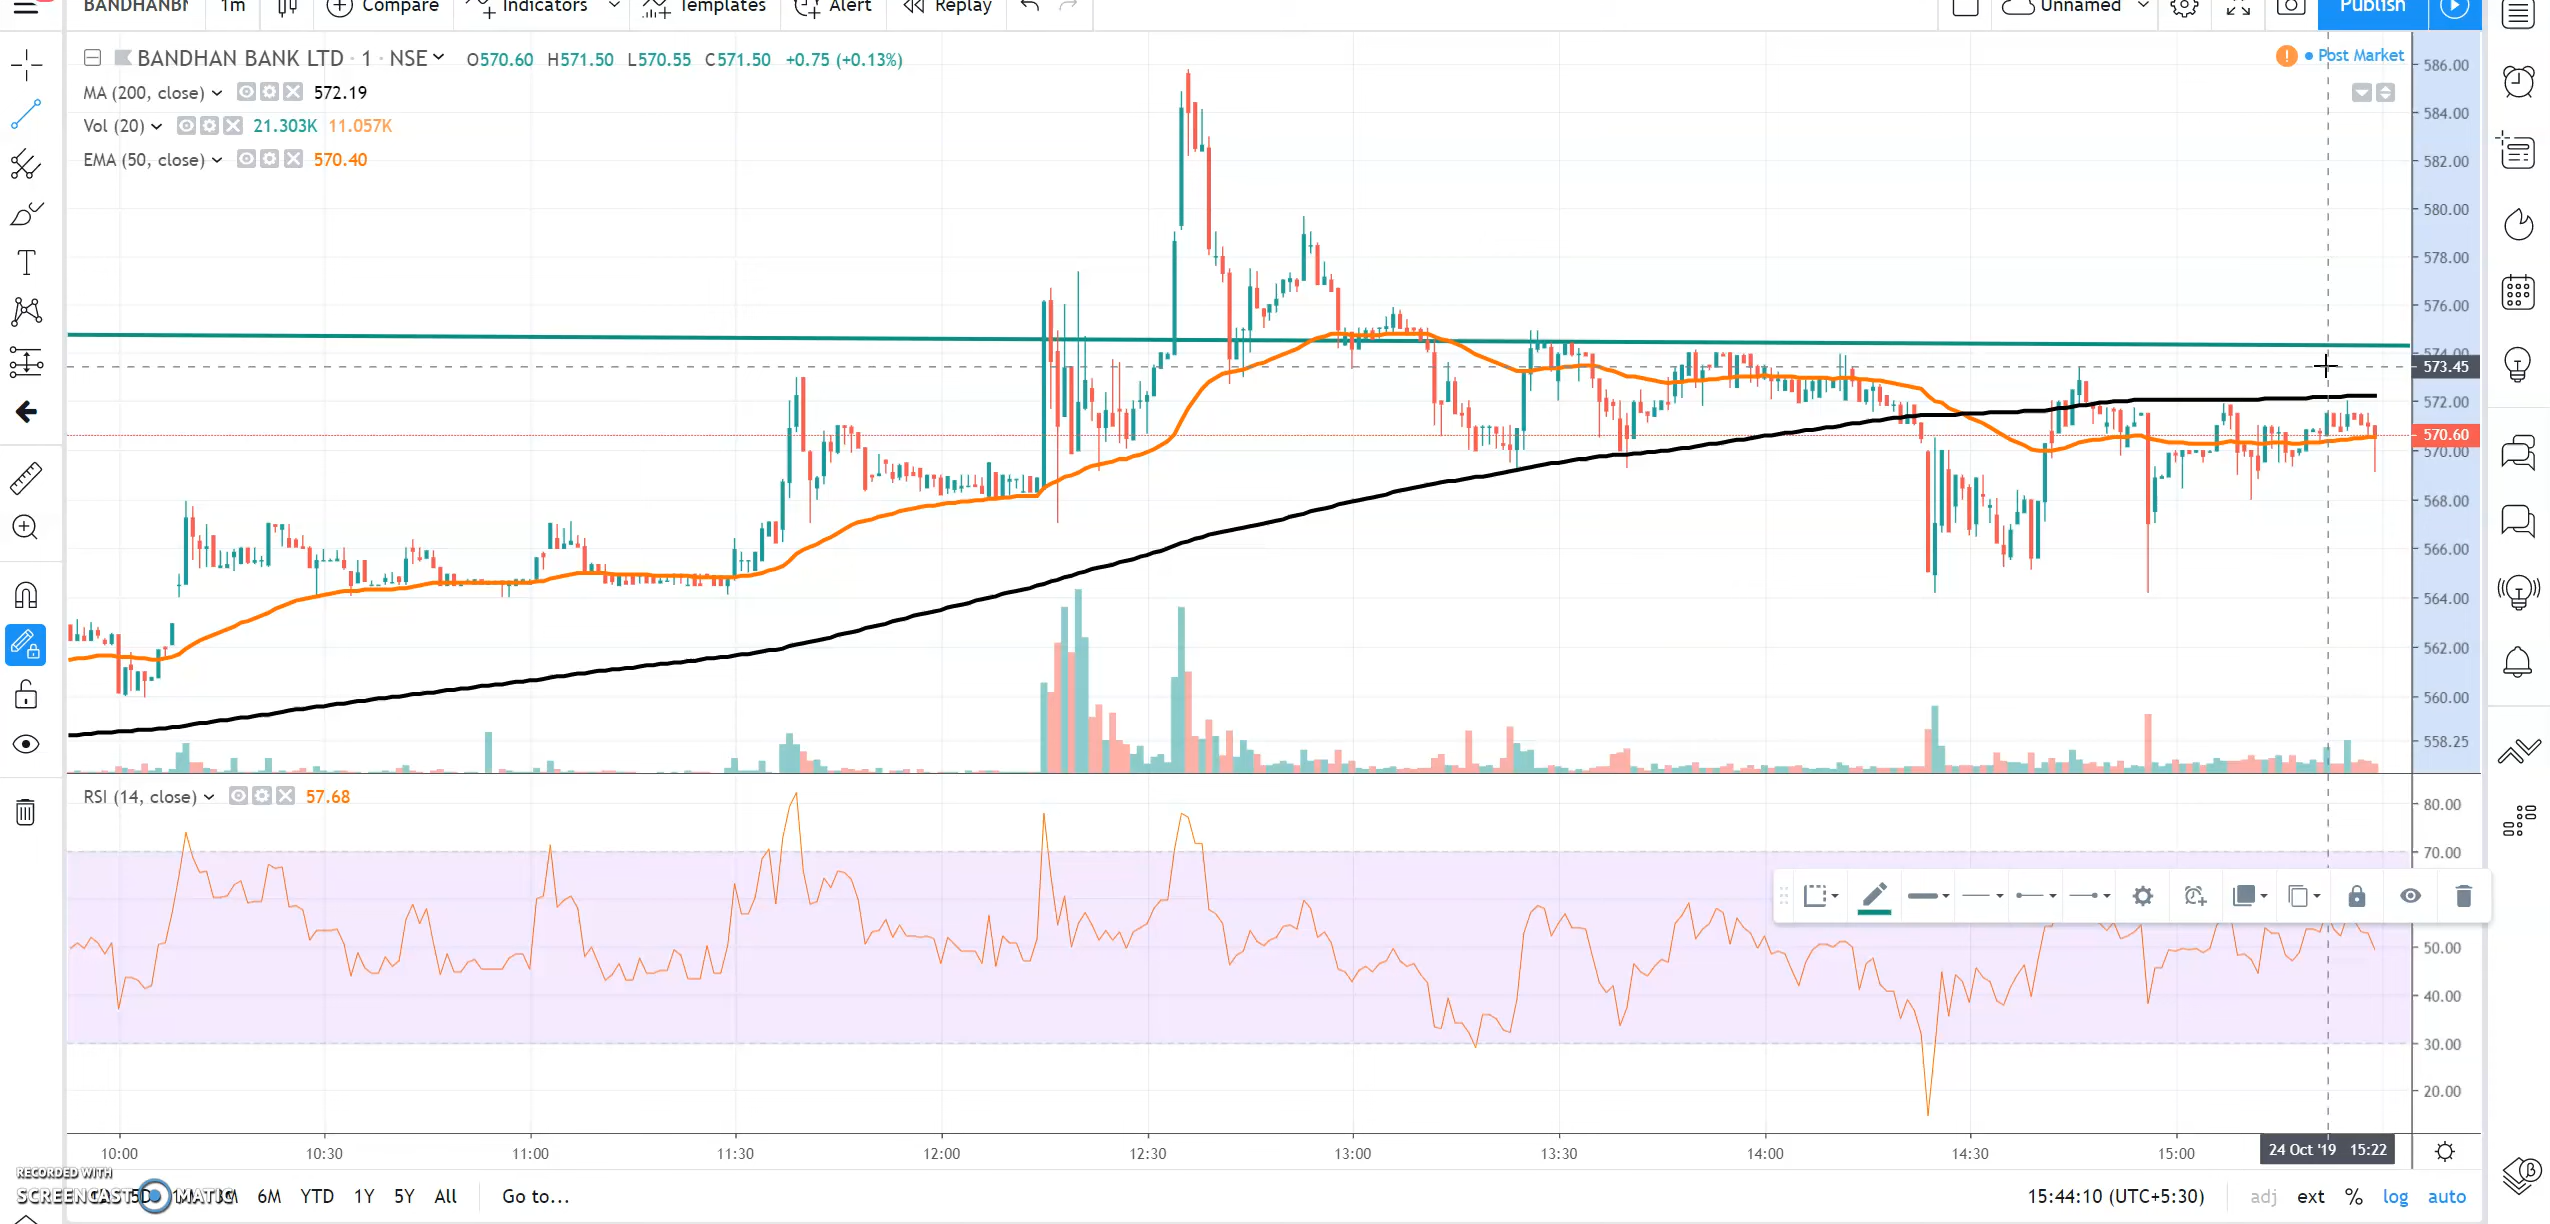 BANDHANBN 1m Compare Indicators Templates Alert Replay Unnamed Publish
BANDHAN BANK LTD · 1 · NSE O570.60 H571.50 L570.55 C571.50 +0.75 (+0.13%)
! Post Market
MA (200, close) 572.19
Vol (20) 21.303K 11.057K
EMA (50, close) 570.40
586.00
584.00
582.00
580.00
578.00
576.00
574.00
573.45
572.00
570.60
570.00
568.00
566.00
564.00
562.00
560.00
558.25
RSI (14, close) 57.68
80.00
70.00
50.00
40.00
30.00
20.00
10:00 10:30 11:00 11:30 12:00 12:30 13:00 13:30 14:00 14:30 15:00 24 Oct '19 15:22
RECORDED WITH
SCREENCAST MATIC
5D 6M YTD 1Y 5Y All Go to... 15:44:10 (UTC+5:30) adj ext % log auto